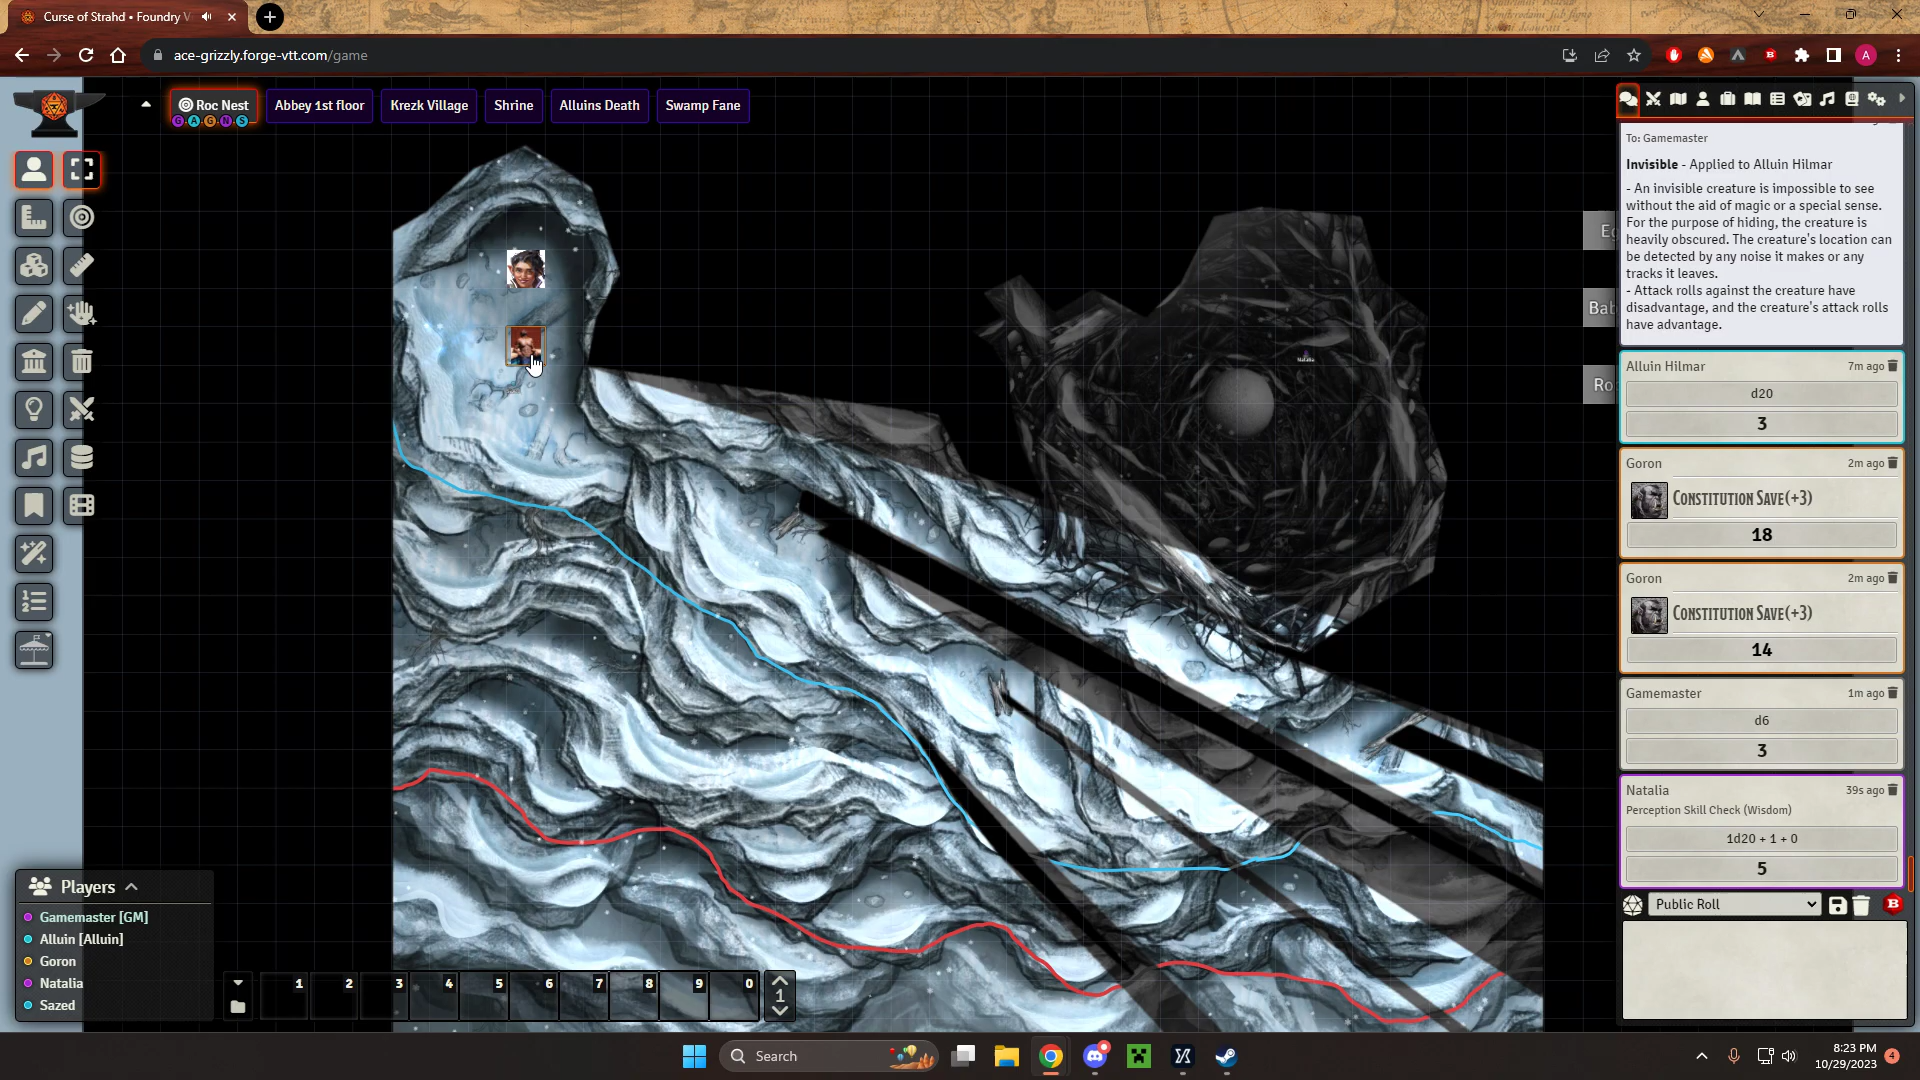 Curse of Strahd • Foundry V
ace-grizzly.forge-vtt.com/game
A
Roc Nest
G A G N S
Abbey 1st floor
Krezk Village
Shrine
Alluins Death
Swamp Fane
To: Gamemaster
Invisible - Applied to Alluin Hilmar
- An invisible creature is impossible to see
without the aid of magic or a special sense.
For the purpose of hiding, the creature is
heavily obscured. The creature's location can
be detected by any noise it makes or any
tracks it leaves.
- Attack rolls against the creature have
disadvantage, and the creature's attack rolls
have advantage.
Alluin Hilmar
7m ago
d20
3
Goron
2m ago
Constitution Save (+3)
18
Goron
2m ago
Constitution Save (+3)
14
Gamemaster
1m ago
d6
3
Natalia
39s ago
Perception Skill Check (Wisdom)
1d20 + 1 + 0
5
Public Roll
B
Natalia
Players
Gamemaster [GM]
Alluin [Alluin]
Goron
Natalia
Sazed
1 2 3 4 5 6 7 8 9 0
1
Search
8:23 PM
10/29/2023
4